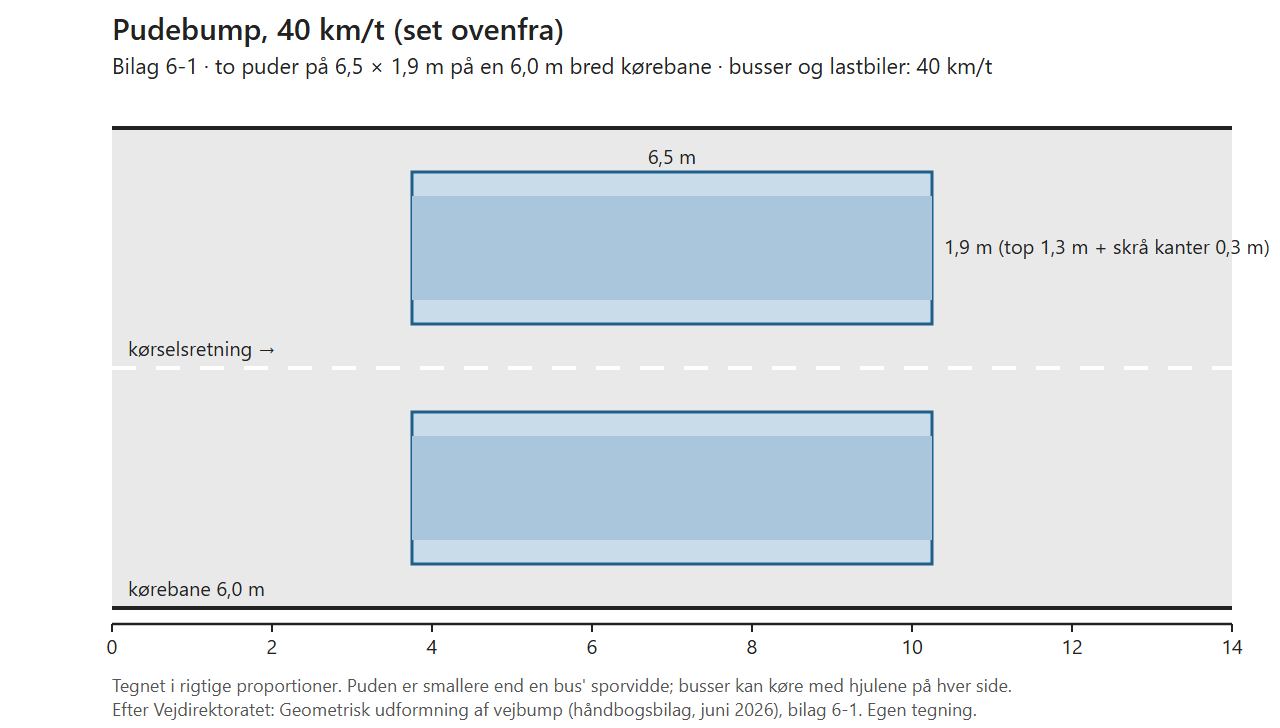 Pudebump, 40 km/t (set ovenfra)
Bilag 6-1 · to puder på 6,5 × 1,9 m på en 6,0 m bred kørebane · busser og lastbiler: 40 km/t
6,5 m
1,9 m (top 1,3 m + skrå kanter 0,3 m)
kørselsretning →
kørebane 6,0 m
0 2 4 6 8 10 12 14
Tegnet i rigtige proportioner. Puden er smallere end en bus' sporvidde; busser kan køre med hjulene på hver side.
Efter Vejdirektoratet: Geometrisk udformning af vejbump (håndbogsbilag, juni 2026), bilag 6-1. Egen tegning.